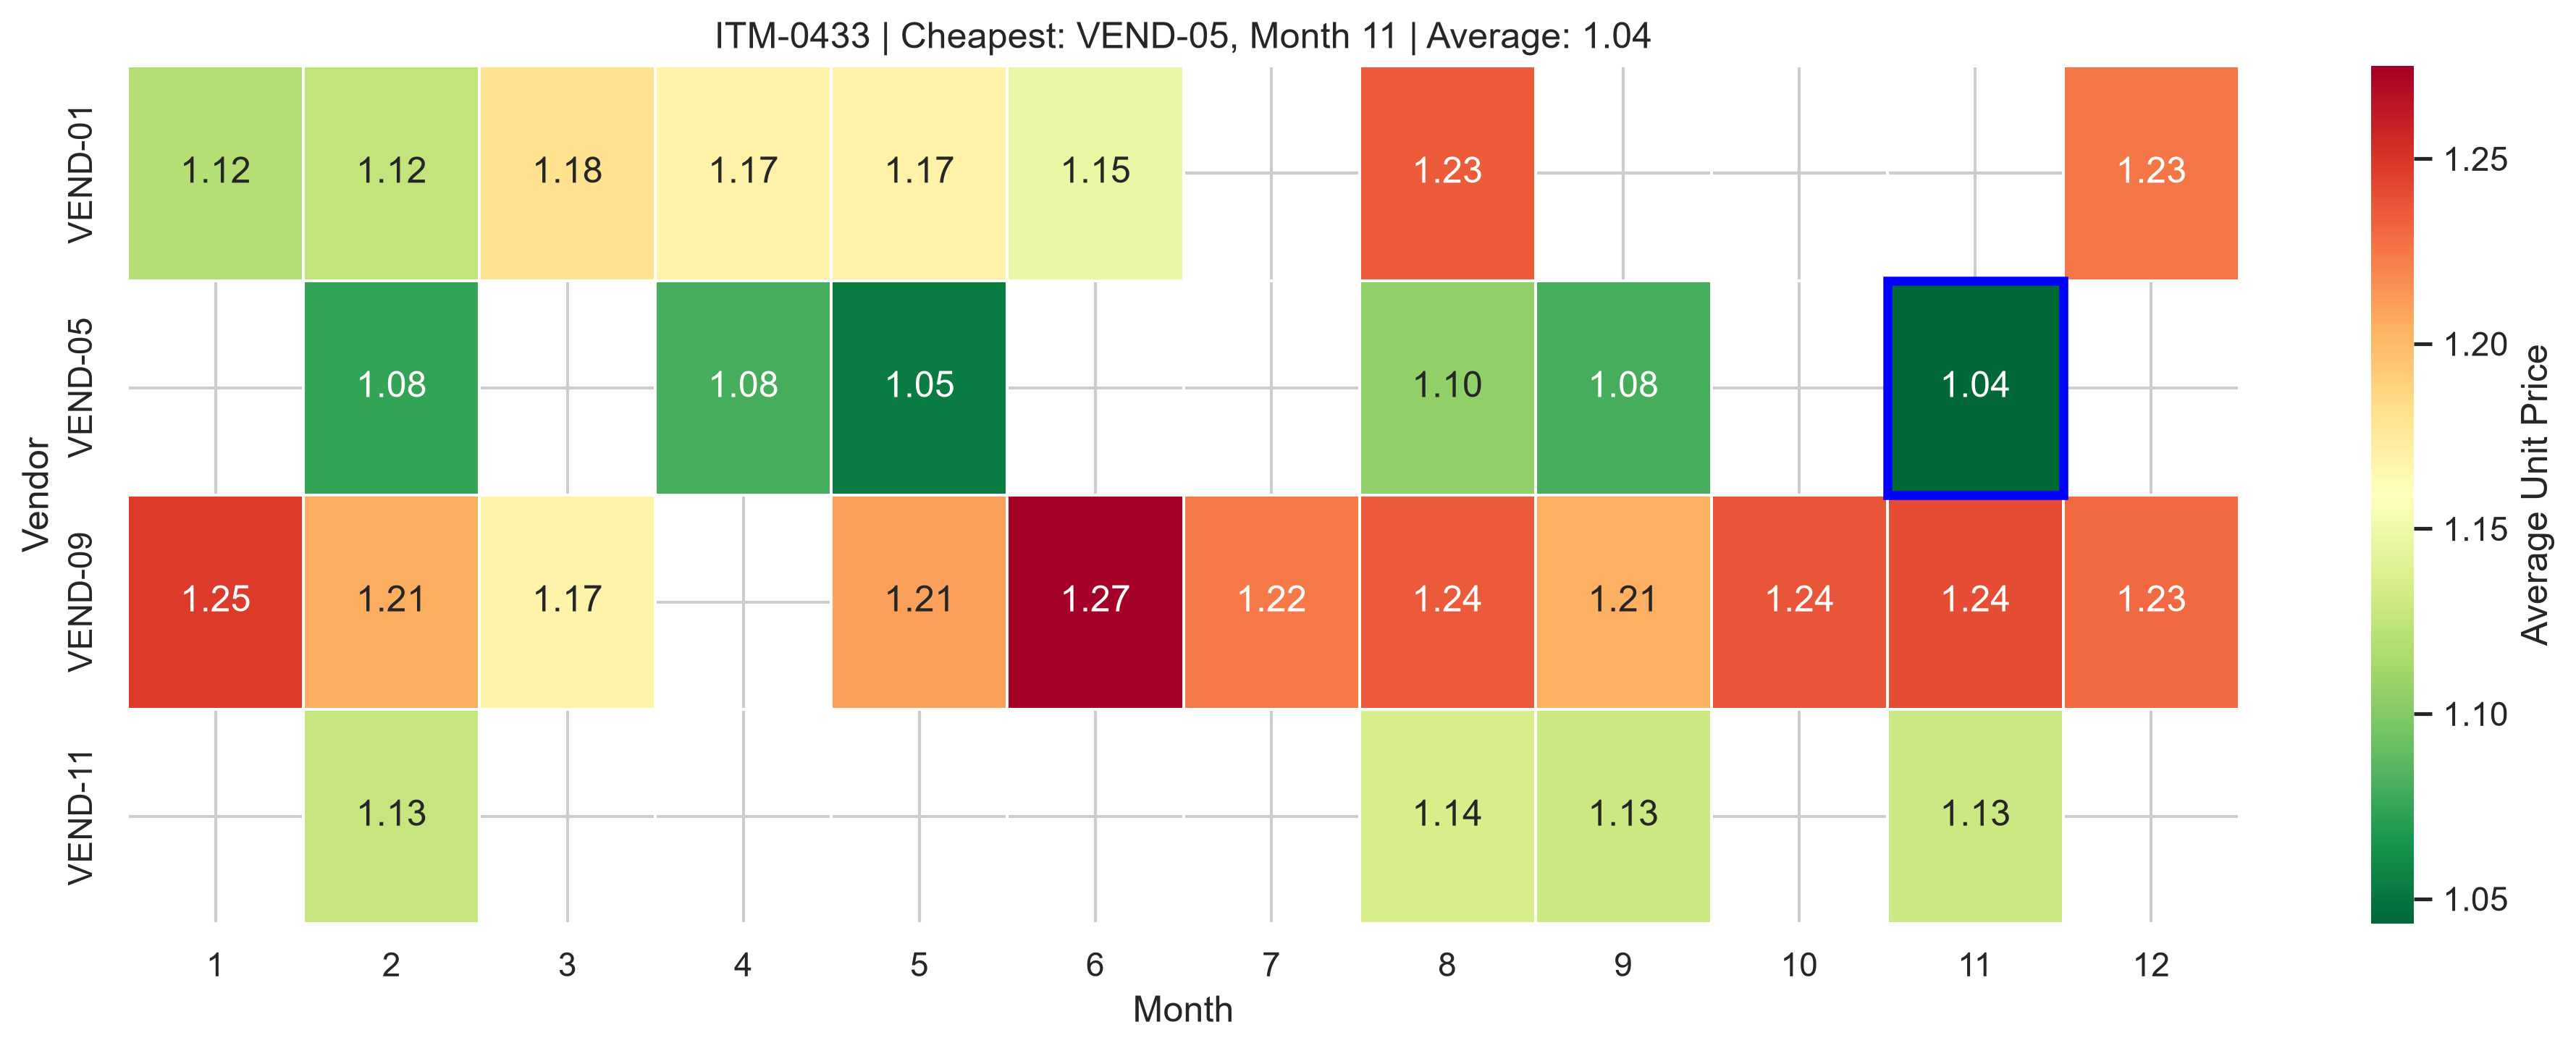 ITM-0433 | Cheapest: VEND-05, Month 11 | Average: 1.04
VEND-01
1.12 1.12 1.18 1.17 1.17 1.15 1.23 1.23
VEND-05
1.08 1.08 1.05 1.10 1.08 1.04
VEND-09
1.25 1.21 1.17 1.21 1.27 1.22 1.24 1.21 1.24 1.24 1.23
VEND-11
1.13 1.14 1.13 1.13
Vendor
1 2 3 4 5 6 7 8 9 10 11 12
Month
1.25
1.20
1.15
1.10
1.05
Average Unit Price